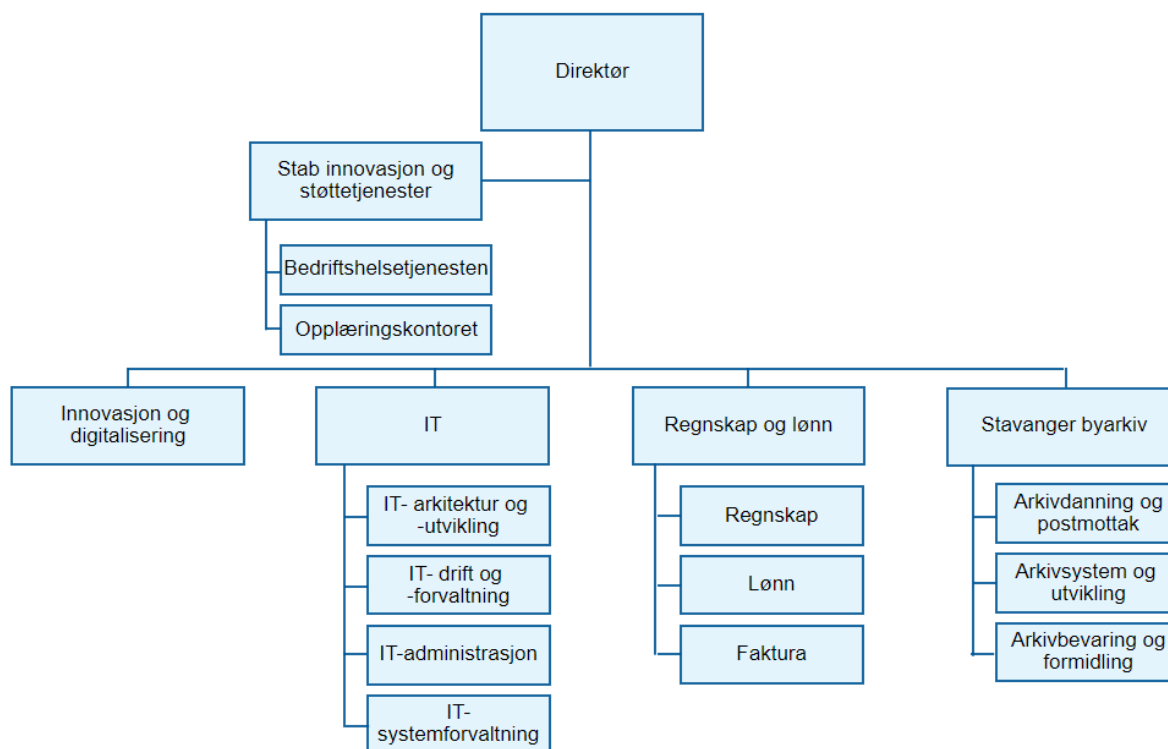 Direktør
Stab innovasjon og
støttetjenester
Bedriftshelsetjenesten
Opplæringskontoret
Innovasjon og
digitalisering
IT
IT- arkitektur og
-utvikling
IT- drift og
-forvaltning
IT-administrasjon
IT-
systemforvaltning
Regnskap og lønn
Regnskap
Lønn
Faktura
Stavanger byarkiv
Arkivdanning og
postmottak
Arkivsystem og
utvikling
Arkivbevaring og
formidling